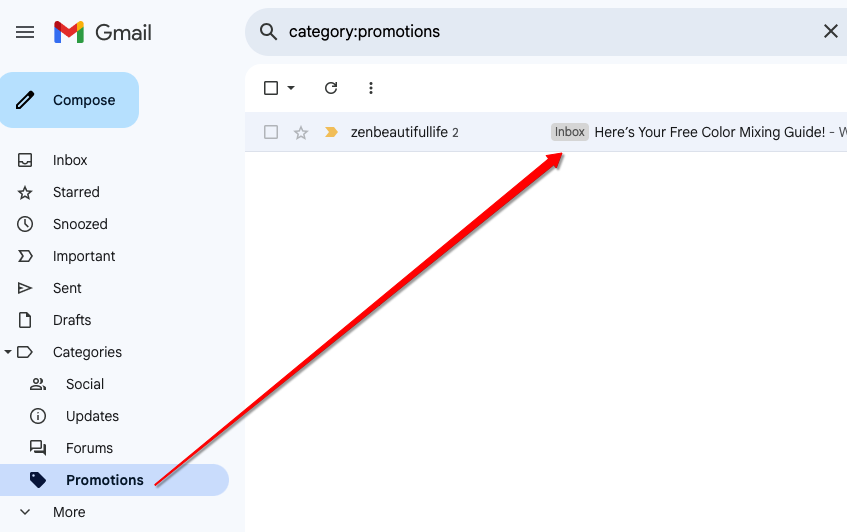 Gmail
category:promotions
Compose
zenbeautifullife 2 Inbox Here’s Your Free Color Mixing Guide! - W
Inbox
Starred
Snoozed
Important
Sent
Drafts
Categories
Social
Updates
Forums
Promotions
More